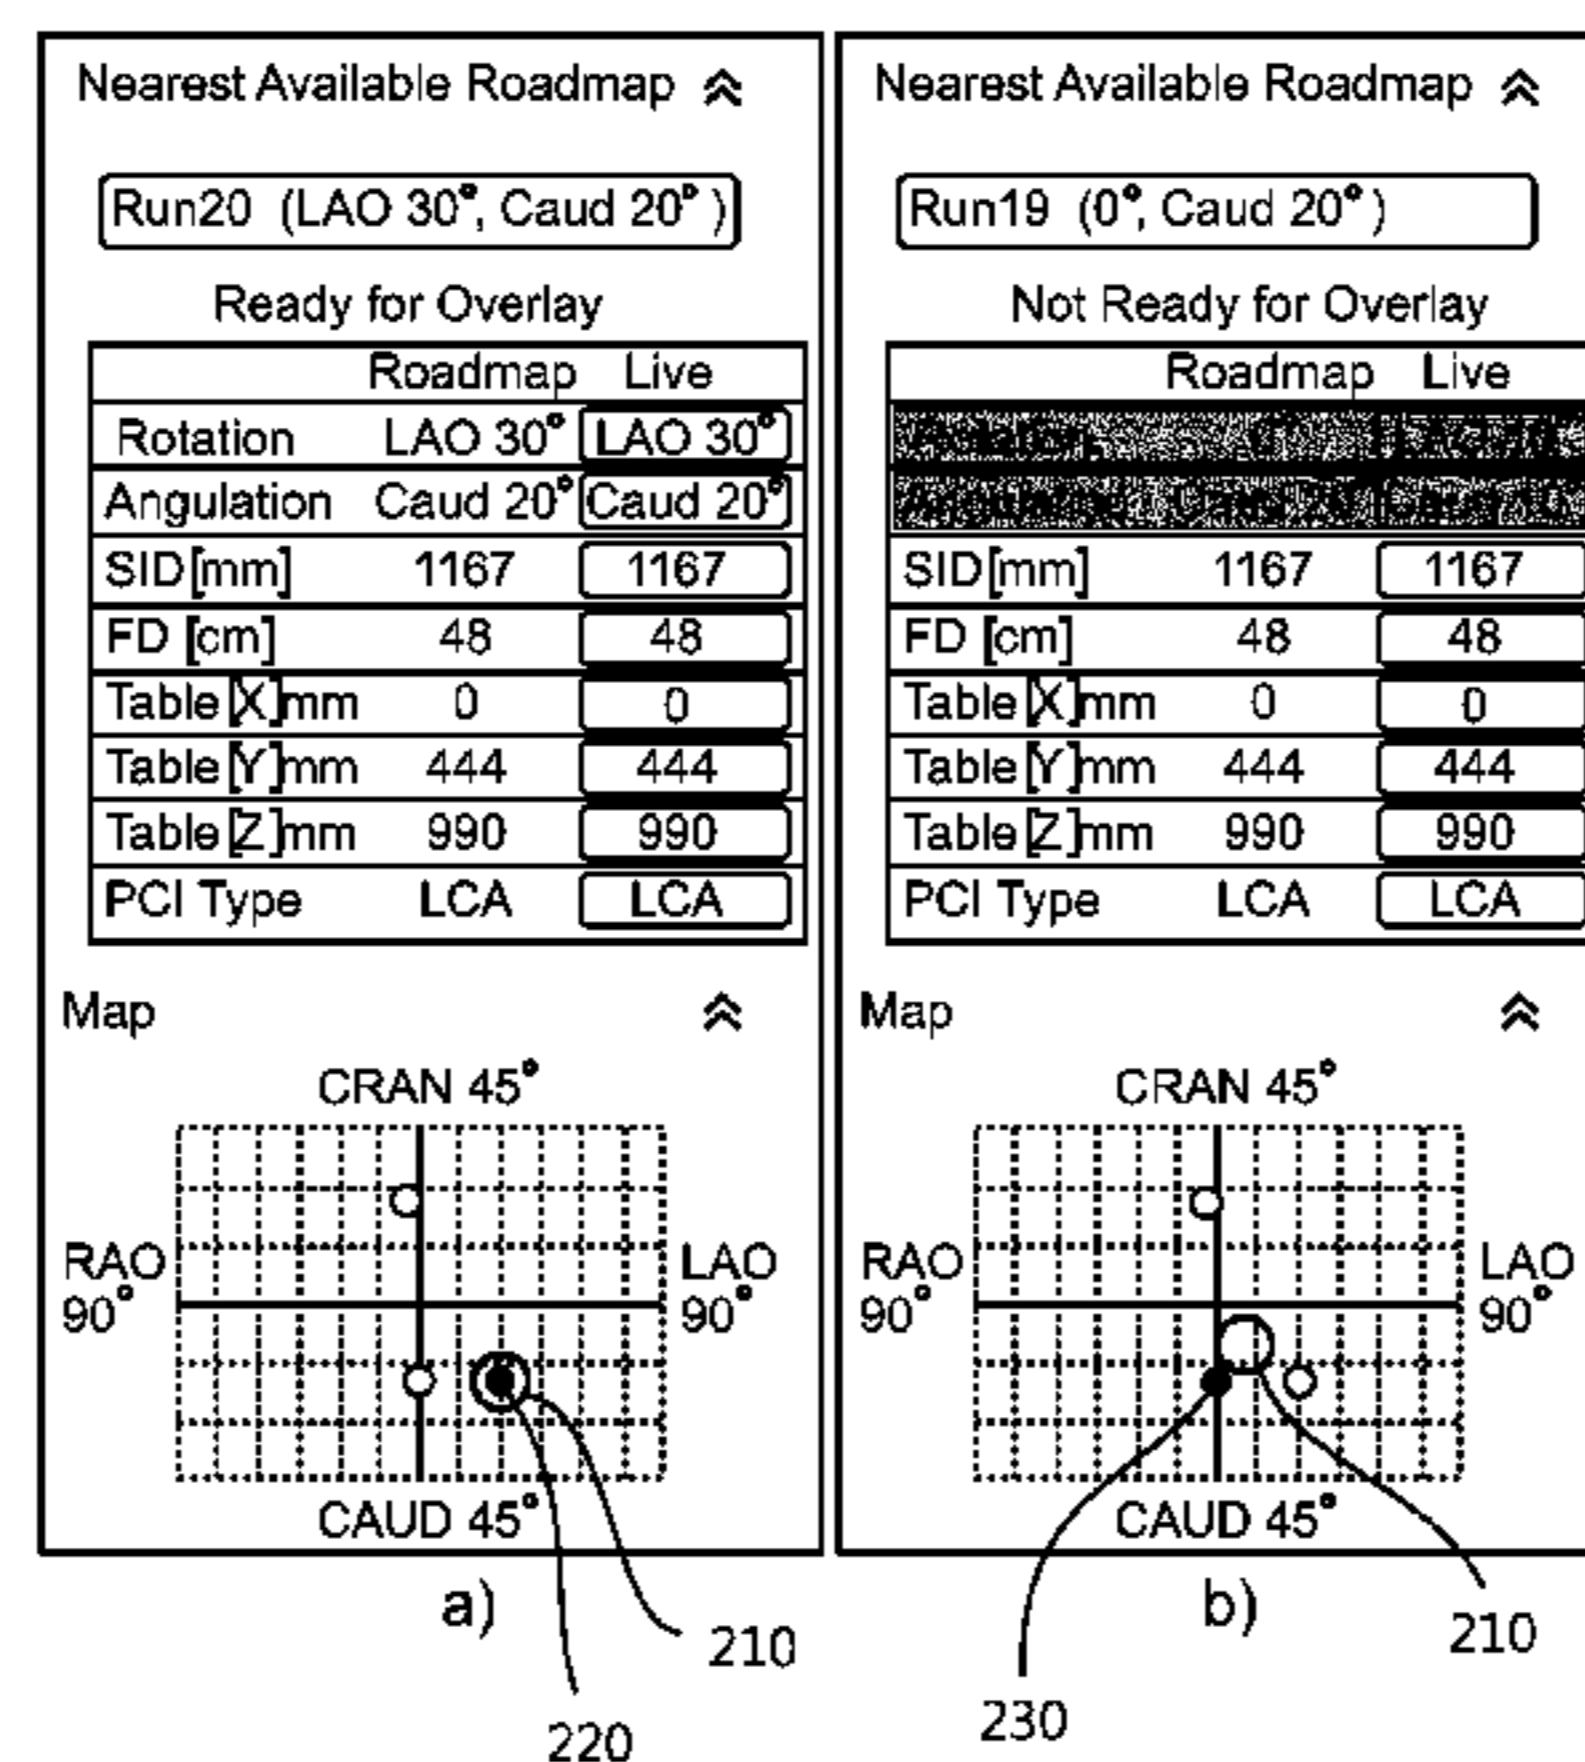 Nearest Available Roadmap
Run20 (LAO 30°, Caud 20°)
Ready for Overlay
Roadmap Live
Rotation LAO 30° LAO 30°
Angulation Caud 20° Caud 20°
SID[mm] 1167 1167
FD [cm] 48 48
Table[X]mm 0 0
Table[Y]mm 444 444
Table[Z]mm 990 990
PCI Type LCA LCA
Map
CRAN 45°
RAO 90°
LAO 90°
CAUD 45°
a)
210
220
Nearest Available Roadmap
Run19 (0°, Caud 20°)
Not Ready for Overlay
Roadmap Live
Caud 20°
SID[mm] 1167 1167
FD [cm] 48 48
Table[X]mm 0 0
Table[Y]mm 444 444
Table[Z]mm 990 990
PCI Type LCA LCA
Map
CRAN 45°
RAO 90°
LAO 90°
CAUD 45°
b)
210
230